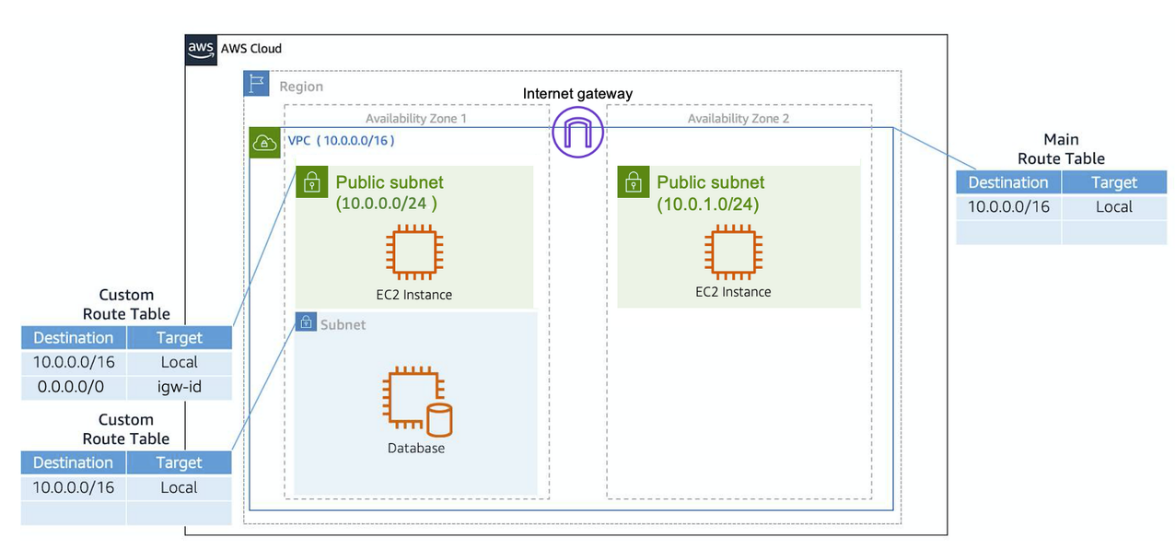 aws AWS Cloud
Region
Internet gateway
Availability Zone 1
Availability Zone 2
VPC ( 10.0.0.0/16 )
Public subnet
(10.0.0.0/24 )
EC2 Instance
Public subnet
(10.0.1.0/24)
EC2 Instance
Subnet
Database
Main
Route Table
Destination Target
10.0.0.0/16 Local
Custom
Route Table
Destination Target
10.0.0.0/16 Local
0.0.0.0/0 igw-id
Custom
Route Table
Destination Target
10.0.0.0/16 Local